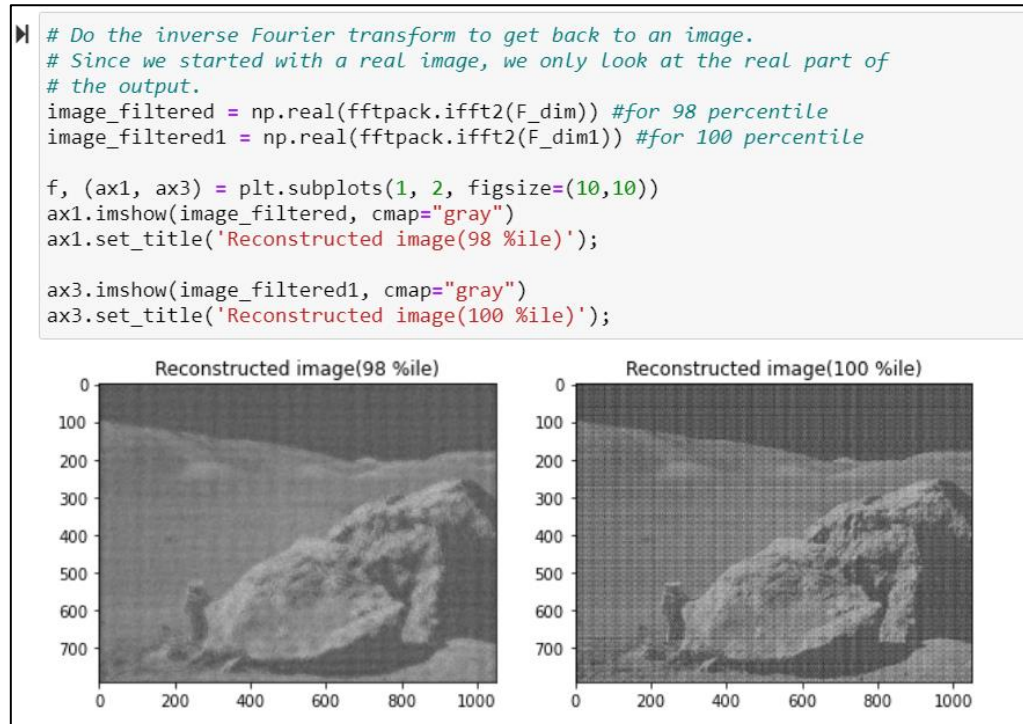 # Do the inverse Fourier transform to get back to an image.
# Since we started with a real image, we only look at the real part of
# the output.
image_filtered = np.real(fftpack.ifft2(F_dim)) #for 98 percentile
image_filtered1 = np.real(fftpack.ifft2(F_dim1)) #for 100 percentile
f, (ax1, ax3) = plt.subplots(1, 2, figsize=(10,10))
ax1.imshow(image_filtered, cmap="gray")
ax1.set_title('Reconstructed image(98 %ile)');
ax3.imshow(image_filtered1, cmap="gray")
ax3.set_title('Reconstructed image(100 %ile)');
Reconstructed image(98 %ile)
0
100
200
300
400
500
600
700
0 200 400 600 800 1000
Reconstructed image(100 %ile)
0
100
200
300
400
500
600
700
0 200 400 600 800 1000